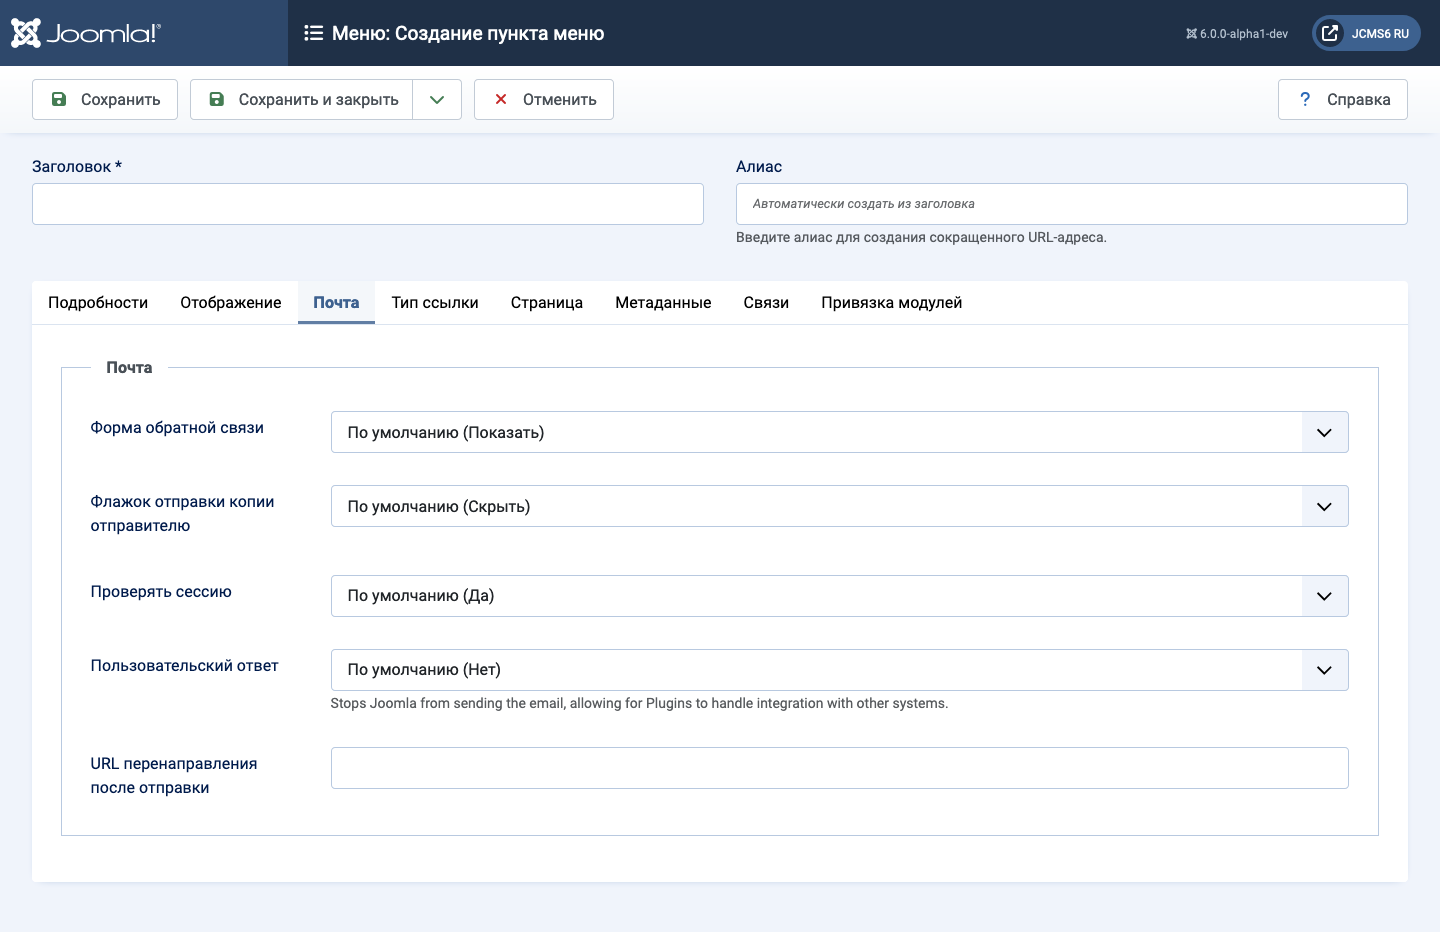 Joomla!®
Меню: Создание пункта меню
6.0.0-alpha1-dev
JCMS6 RU
Сохранить
Сохранить и закрыть
Отменить
? Справка
Заголовок *
Алиас
Автоматически создать из заголовка
Введите алиас для создания сокращенного URL-адреса.
Подробности
Отображение
Почта
Тип ссылки
Страница
Метаданные
Связи
Привязка модулей
Почта
Форма обратной связи
По умолчанию (Показать)
Флажок отправки копии
отправителю
По умолчанию (Скрыть)
Проверять сессию
По умолчанию (Да)
Пользовательский ответ
По умолчанию (Нет)
Stops Joomla from sending the email, allowing for Plugins to handle integration with other systems.
URL перенаправления
после отправки